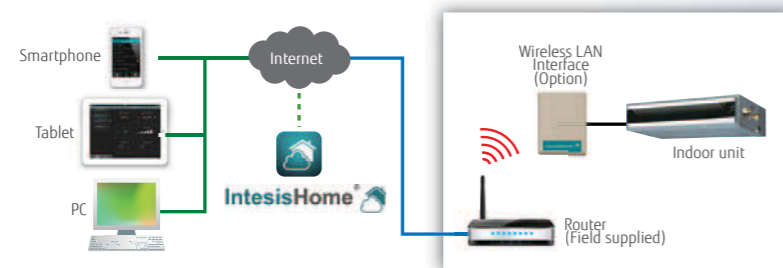 Smartphone
Internet
Wireless LAN
Interface
(Option)
Tablet
Indoor unit
IntesisHome®
PC
Router
(Field supplied)